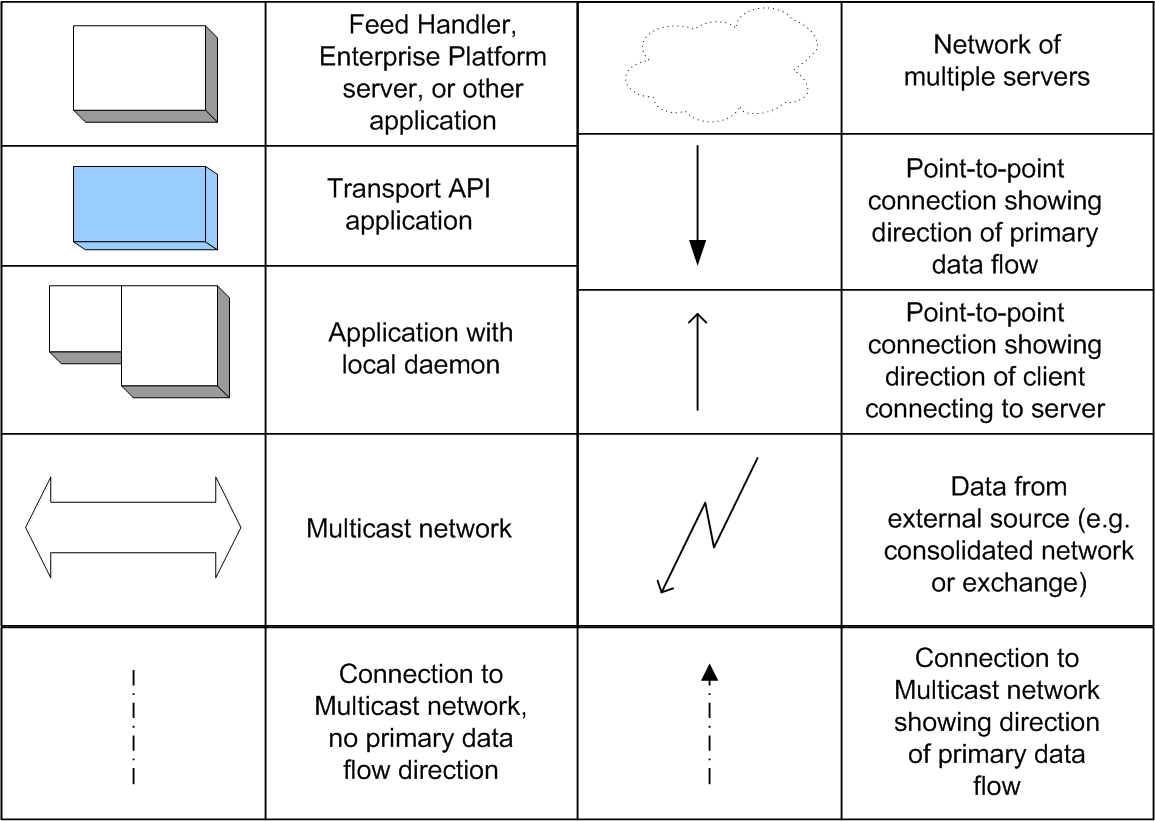 Feed Handler,
Enterprise Platform
server, or other
application
Network of
multiple servers
Transport API
application
Point-to-point
connection showing
direction of primary
data flow
Application with
local daemon
Point-to-point
connection showing
direction of client
connecting to server
Multicast network
Data from
external source (e.g.
consolidated network
or exchange)
Connection to
Multicast network,
no primary data
flow direction
Connection to
Multicast network
showing direction
of primary data
flow